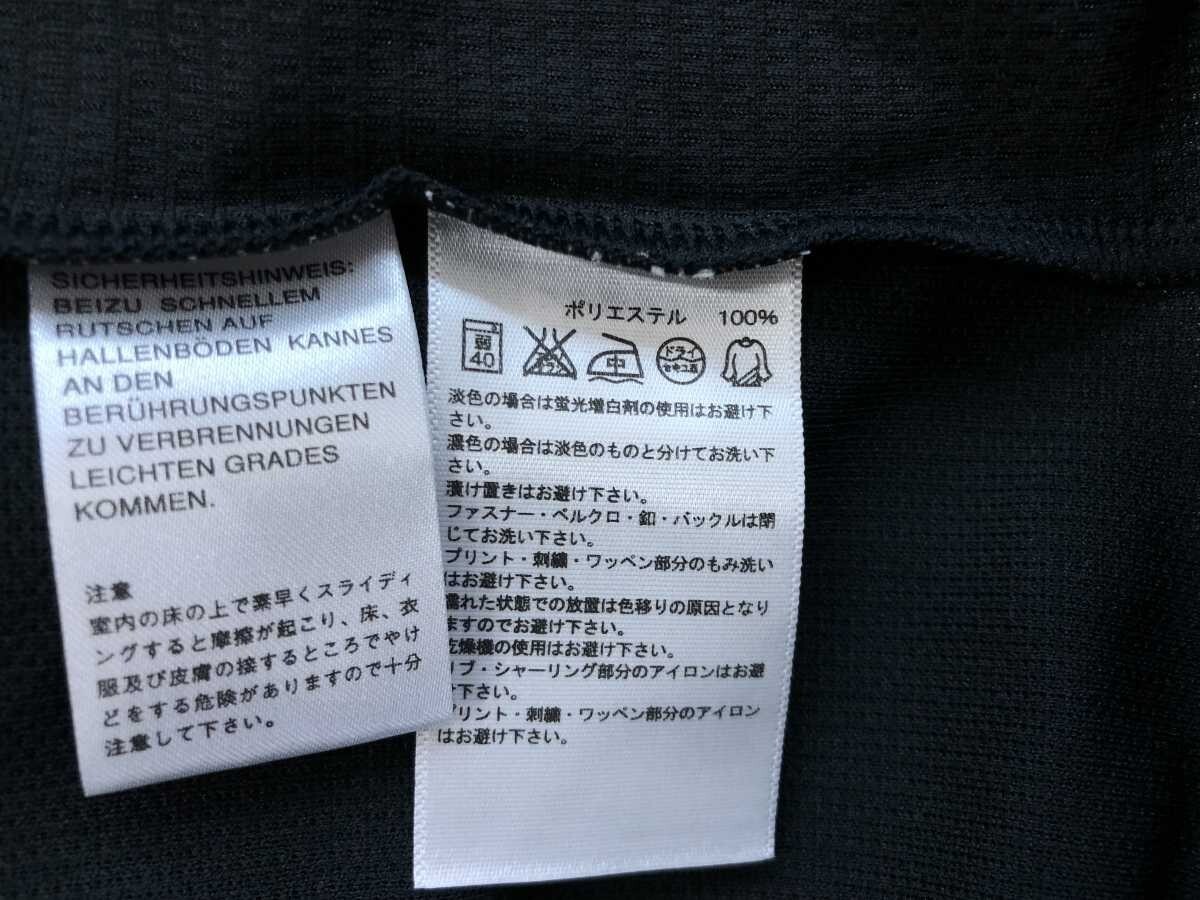 SICHERHEITSHINWEIS:
BEIZU SCHNELLEM
RUTSCHEN AUF
HALLENBÖDEN KANNES
AN DEN
BERÜHRUNGSPUNKTEN
ZU VERBRENNUNGEN
LEICHTEN GRADES
KOMMEN.
注意
室内の床の上で素早くスライディ
ングすると摩擦が起こり、床、衣
服及び皮膚の接するところでやけ
どをする危険がありますので十分
注意して下さい。
ポリエステル 100%
弱 40
エンソ サラシ
中
ドライ セキユ系
淡色の場合は蛍光増白剤の使用はお避け下
さい。
濃色の場合は淡色のものと分けてお洗い下
さい。
漬け置きはお避け下さい。
ファスナー・ベルクロ・釦・バックルは閉
じてお洗い下さい。
プリント・刺繍・ワッペン部分のもみ洗い
はお避け下さい。
濡れた状態での放置は色移りの原因となり
ますのでお避け下さい。
乾燥機の使用はお避け下さい。
リブ・シャーリング部分のアイロンはお避
け下さい。
プリント・刺繍・ワッペン部分のアイロン
はお避け下さい。